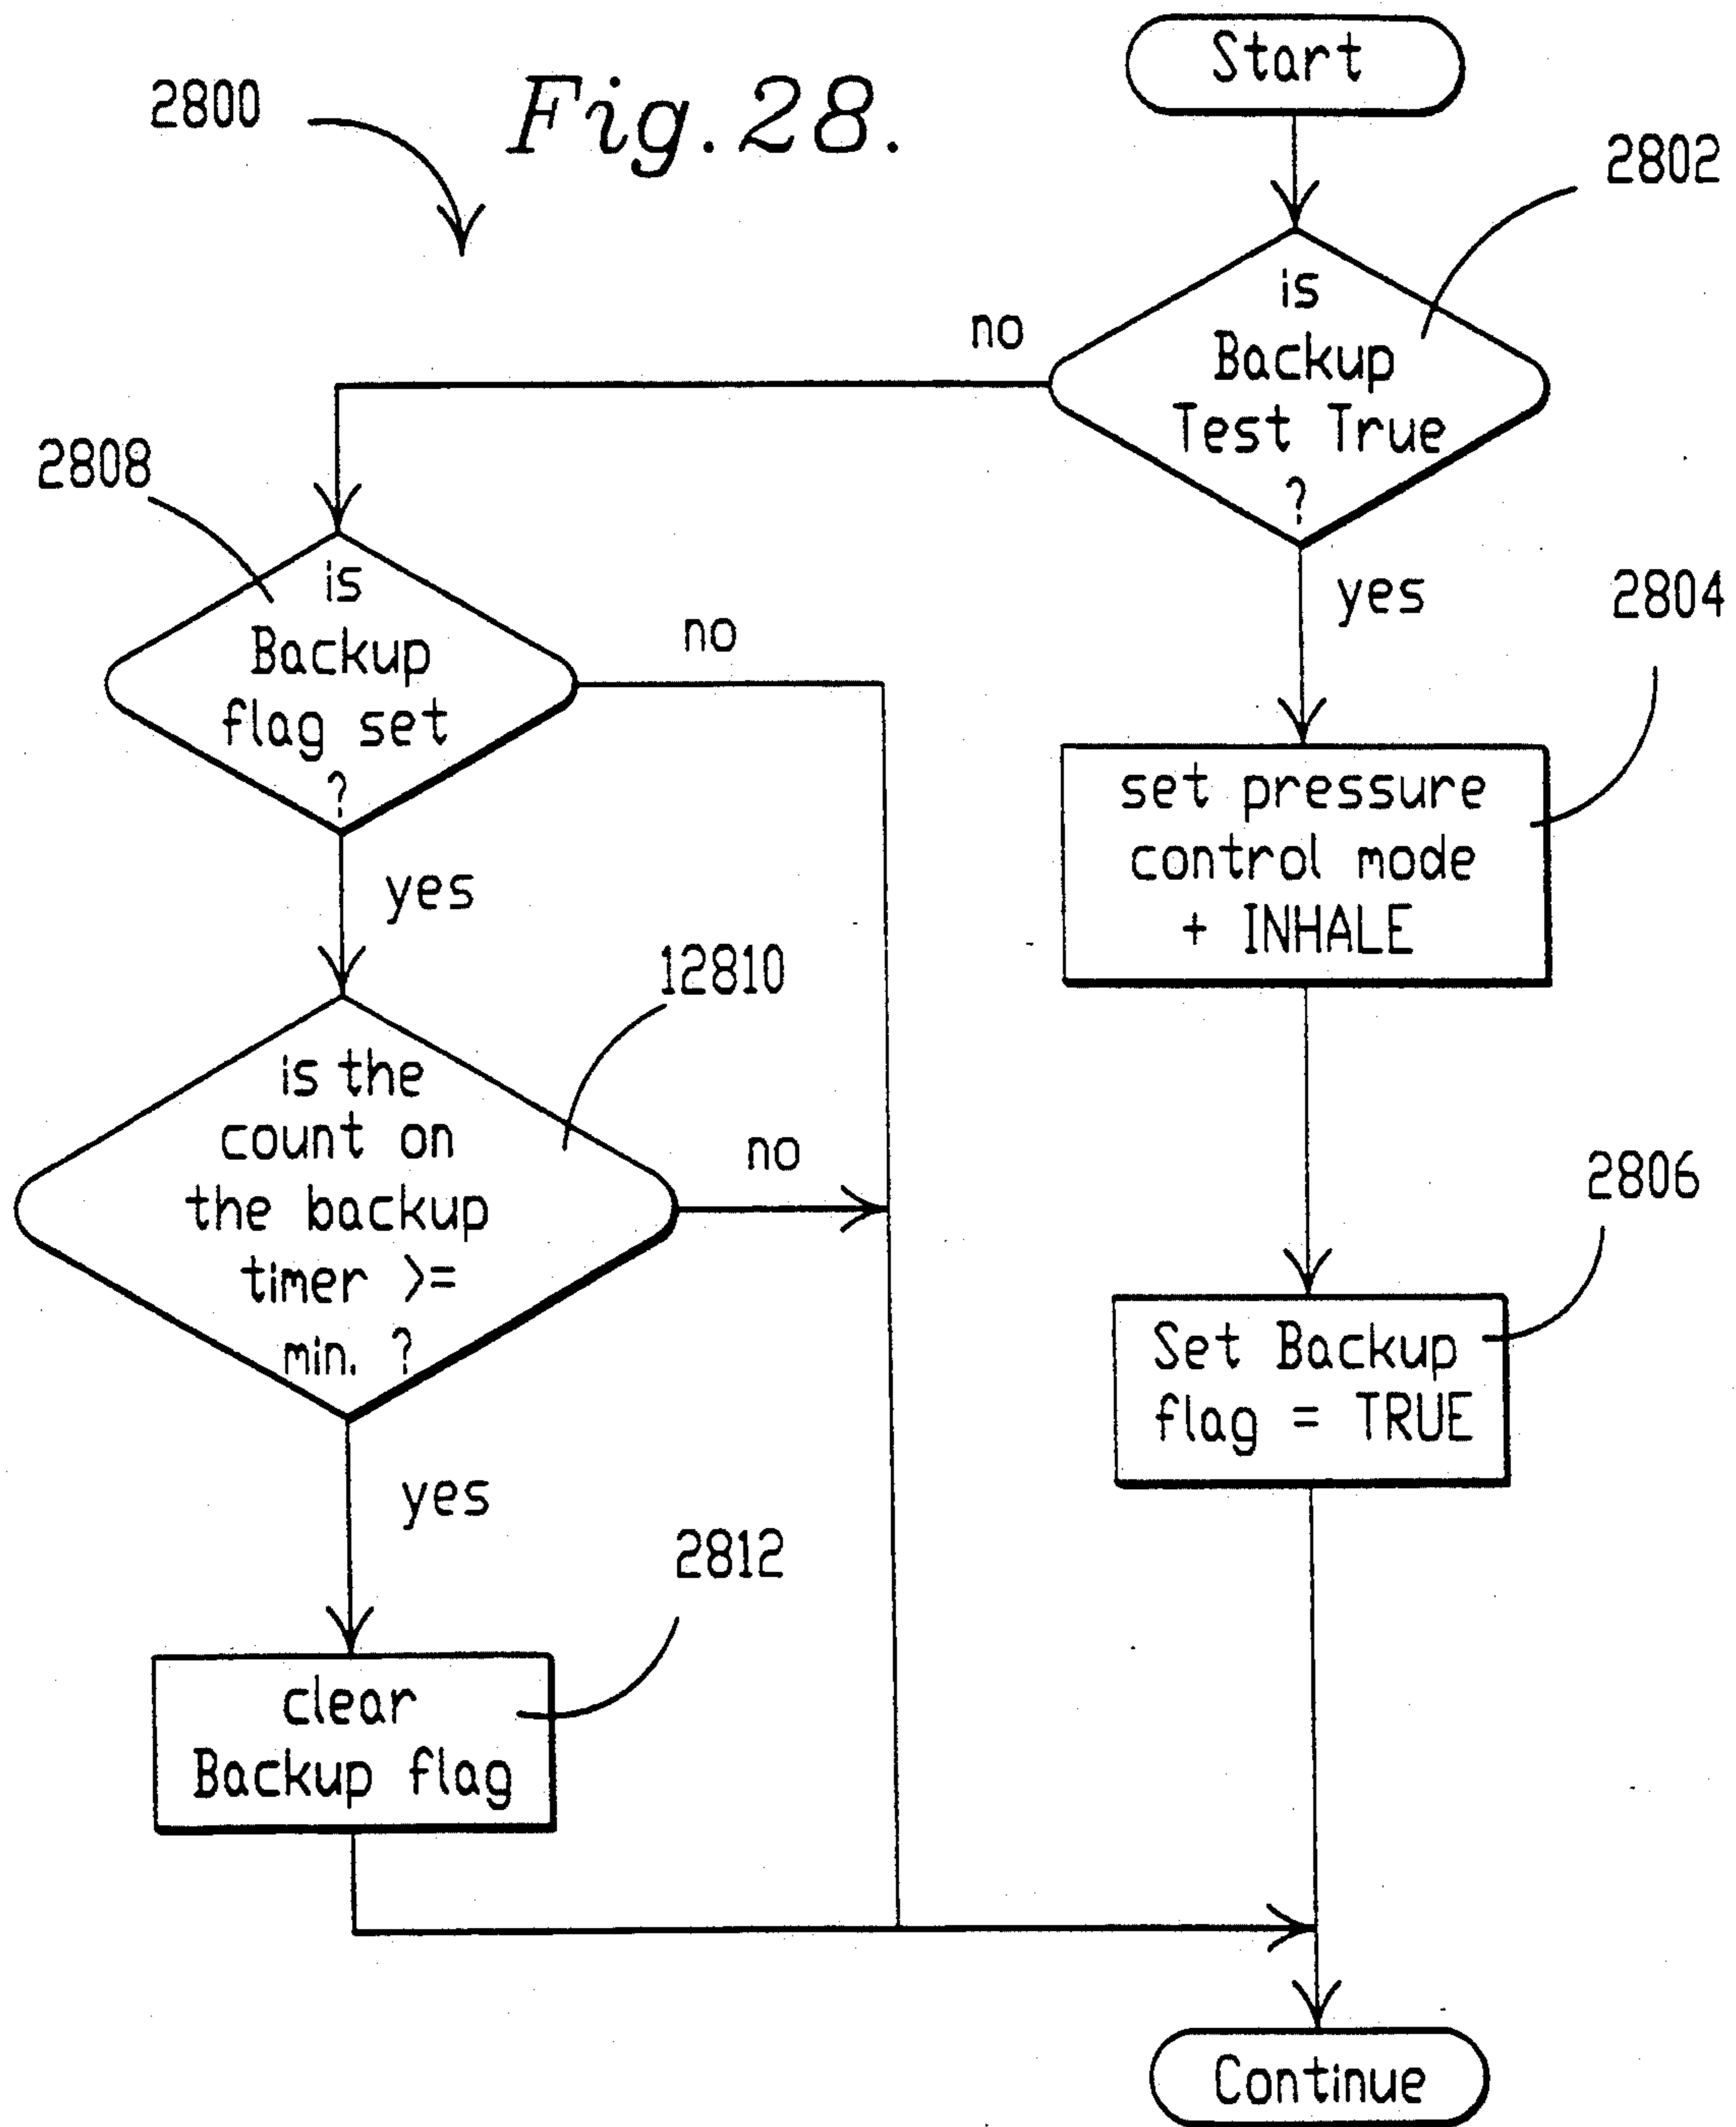 2800
Fig. 28.
Start
2802
is
Backup
Test True
?
no
yes
2808
is
Backup
flag set
?
no
yes
2804
set pressure
control mode
+ INHALE
12810
is the
count on
the backup
timer >=
min. ?
no
yes
2806
Set Backup
flag = TRUE
2812
clear
Backup flag
Continue